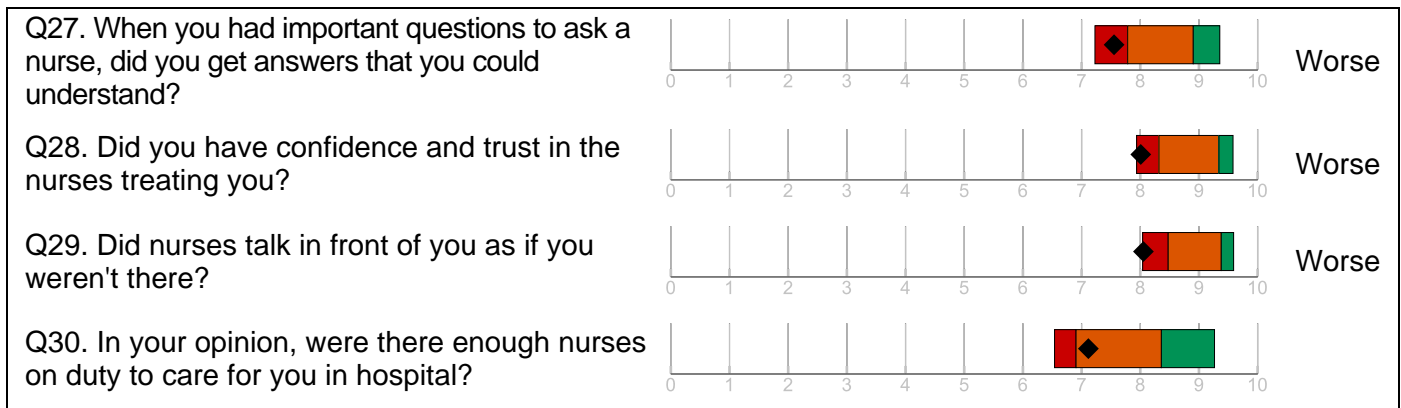 Q27. When you had important questions to ask a
nurse, did you get answers that you could
understand?
0 1 2 3 4 5 6 7 8 9 10
Worse
Q28. Did you have confidence and trust in the
nurses treating you?
0 1 2 3 4 5 6 7 8 9 10
Worse
Q29. Did nurses talk in front of you as if you
weren't there?
0 1 2 3 4 5 6 7 8 9 10
Worse
Q30. In your opinion, were there enough nurses
on duty to care for you in hospital?
0 1 2 3 4 5 6 7 8 9 10